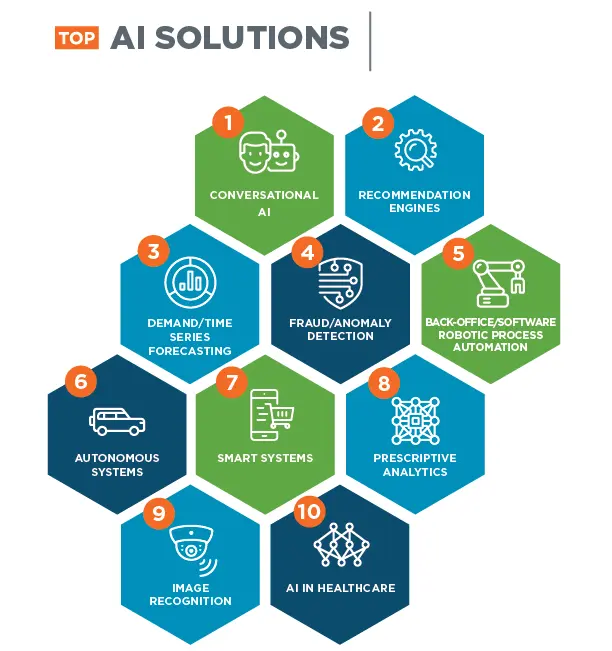 TOP AI SOLUTIONS
1
CONVERSATIONAL
AI
2
RECOMMENDATION
ENGINES
3
DEMAND/TIME
SERIES
FORECASTING
4
FRAUD/ANOMALY
DETECTION
5
BACK-OFFICE/SOFTWARE
ROBOTIC PROCESS
AUTOMATION
6
AUTONOMOUS
SYSTEMS
7
SMART SYSTEMS
8
PRESCRIPTIVE
ANALYTICS
9
IMAGE
RECOGNITION
10
AI IN HEALTHCARE